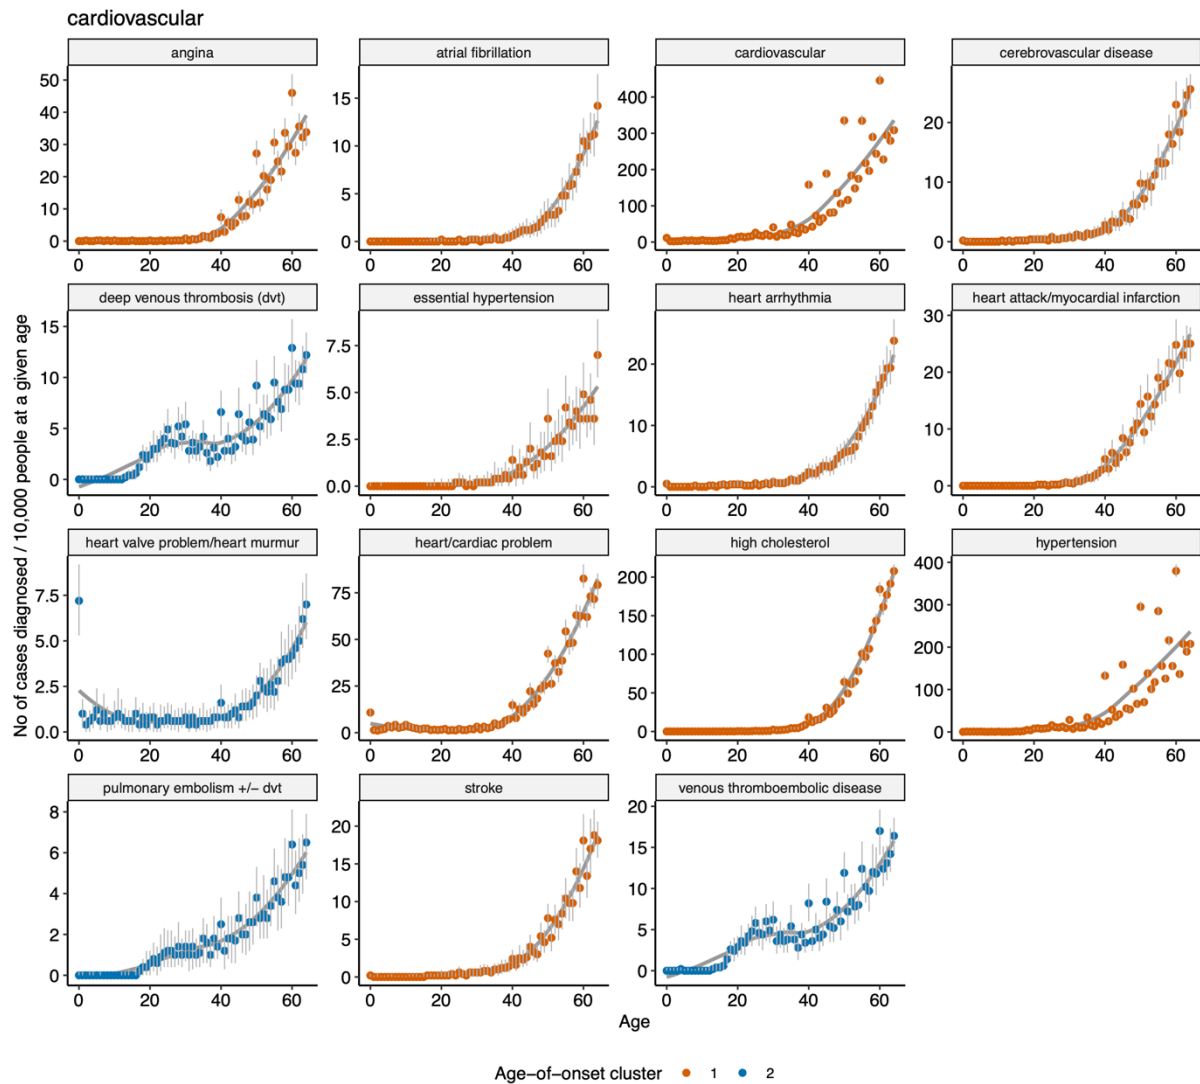 cardiovascular
angina
atrial fibrillation
cardiovascular
cerebrovascular disease
50
40
30
20
10
0
0 20 40 60
15
10
5
0
0 20 40 60
400
300
200
100
0
0 20 40 60
20
10
0
0 20 40 60
deep venous thrombosis (dvt)
essential hypertension
heart arrhythmia
heart attack/myocardial infarction
15
10
5
0
0 20 40 60
7.5
5.0
2.5
0.0
0 20 40 60
20
10
0
0 20 40 60
30
20
10
0
0 20 40 60
heart valve problem/heart murmur
heart/cardiac problem
high cholesterol
hypertension
7.5
5.0
2.5
0.0
0 20 40 60
75
50
25
0
0 20 40 60
200
150
100
50
0
0 20 40 60
400
300
200
100
0
0 20 40 60
pulmonary embolism +/− dvt
stroke
venous thromboembolic disease
8
6
4
2
0
0 20 40 60
20
15
10
5
0
0 20 40 60
20
15
10
5
0
0 20 40 60
No of cases diagnosed / 10,000 people at a given age
Age
Age−of−onset cluster 1 2